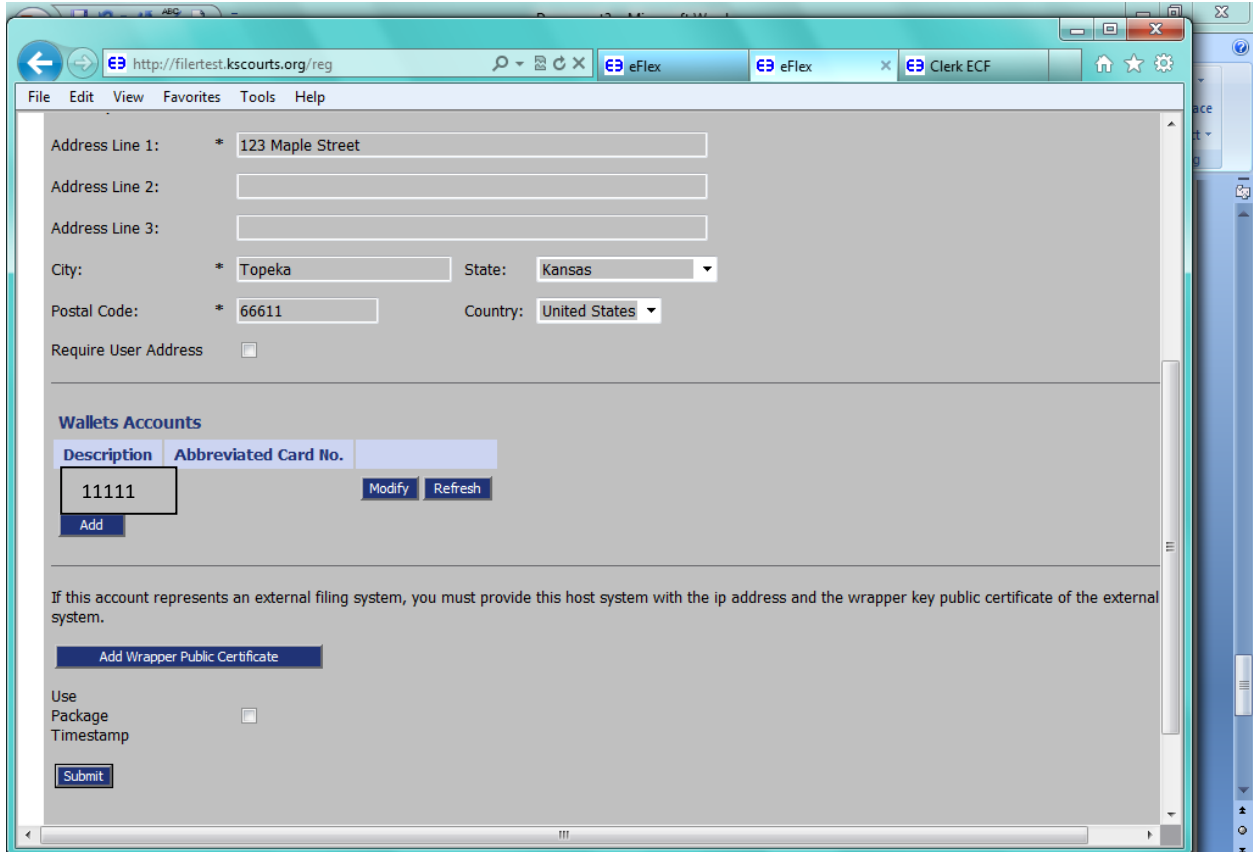 ABC
http://filertest.kscourts.org/reg
eFlex
eFlex
Clerk ECF
File Edit View Favorites Tools Help
ace
Address Line 1: * 123 Maple Street
Address Line 2:
Address Line 3:
City: * Topeka State: Kansas
Postal Code: * 66611 Country: United States
Require User Address
Wallets Accounts
Description Abbreviated Card No.
11111 Modify Refresh
Add
If this account represents an external filing system, you must provide this host system with the ip address and the wrapper key public certificate of the external
system.
Add Wrapper Public Certificate
Use
Package
Timestamp
Submit